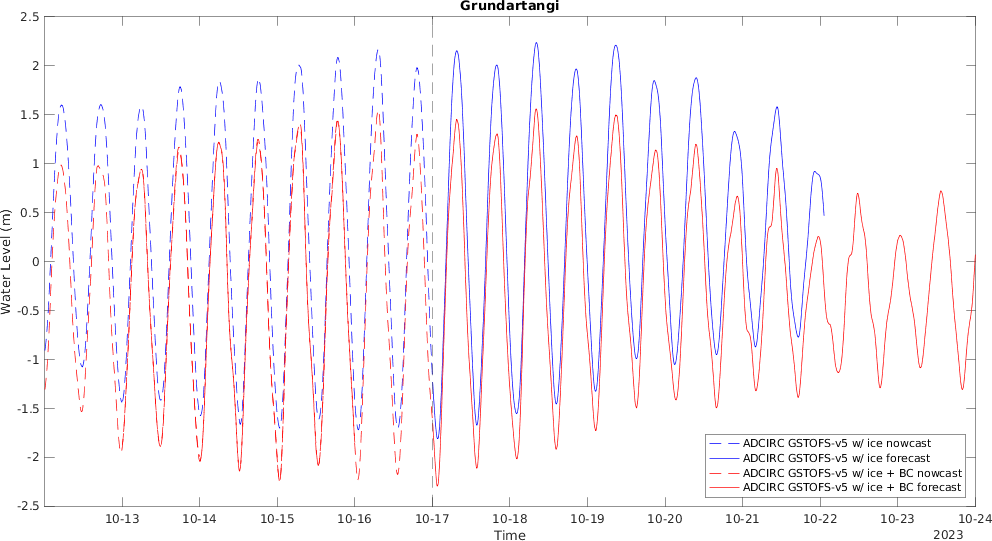 Grundartangi
2.5
2
1.5
1
0.5
0
-0.5
-1
-1.5
-2
-2.5
Water Level (m)
10-13 10-14 10-15 10-16 10-17 10-18 10-19 10-20 10-21 10-22 10-23 10-24
Time
2023
ADCIRC GSTOFS-v5 w/ ice nowcast
ADCIRC GSTOFS-v5 w/ ice forecast
ADCIRC GSTOFS-v5 w/ ice + BC nowcast
ADCIRC GSTOFS-v5 w/ ice + BC forecast